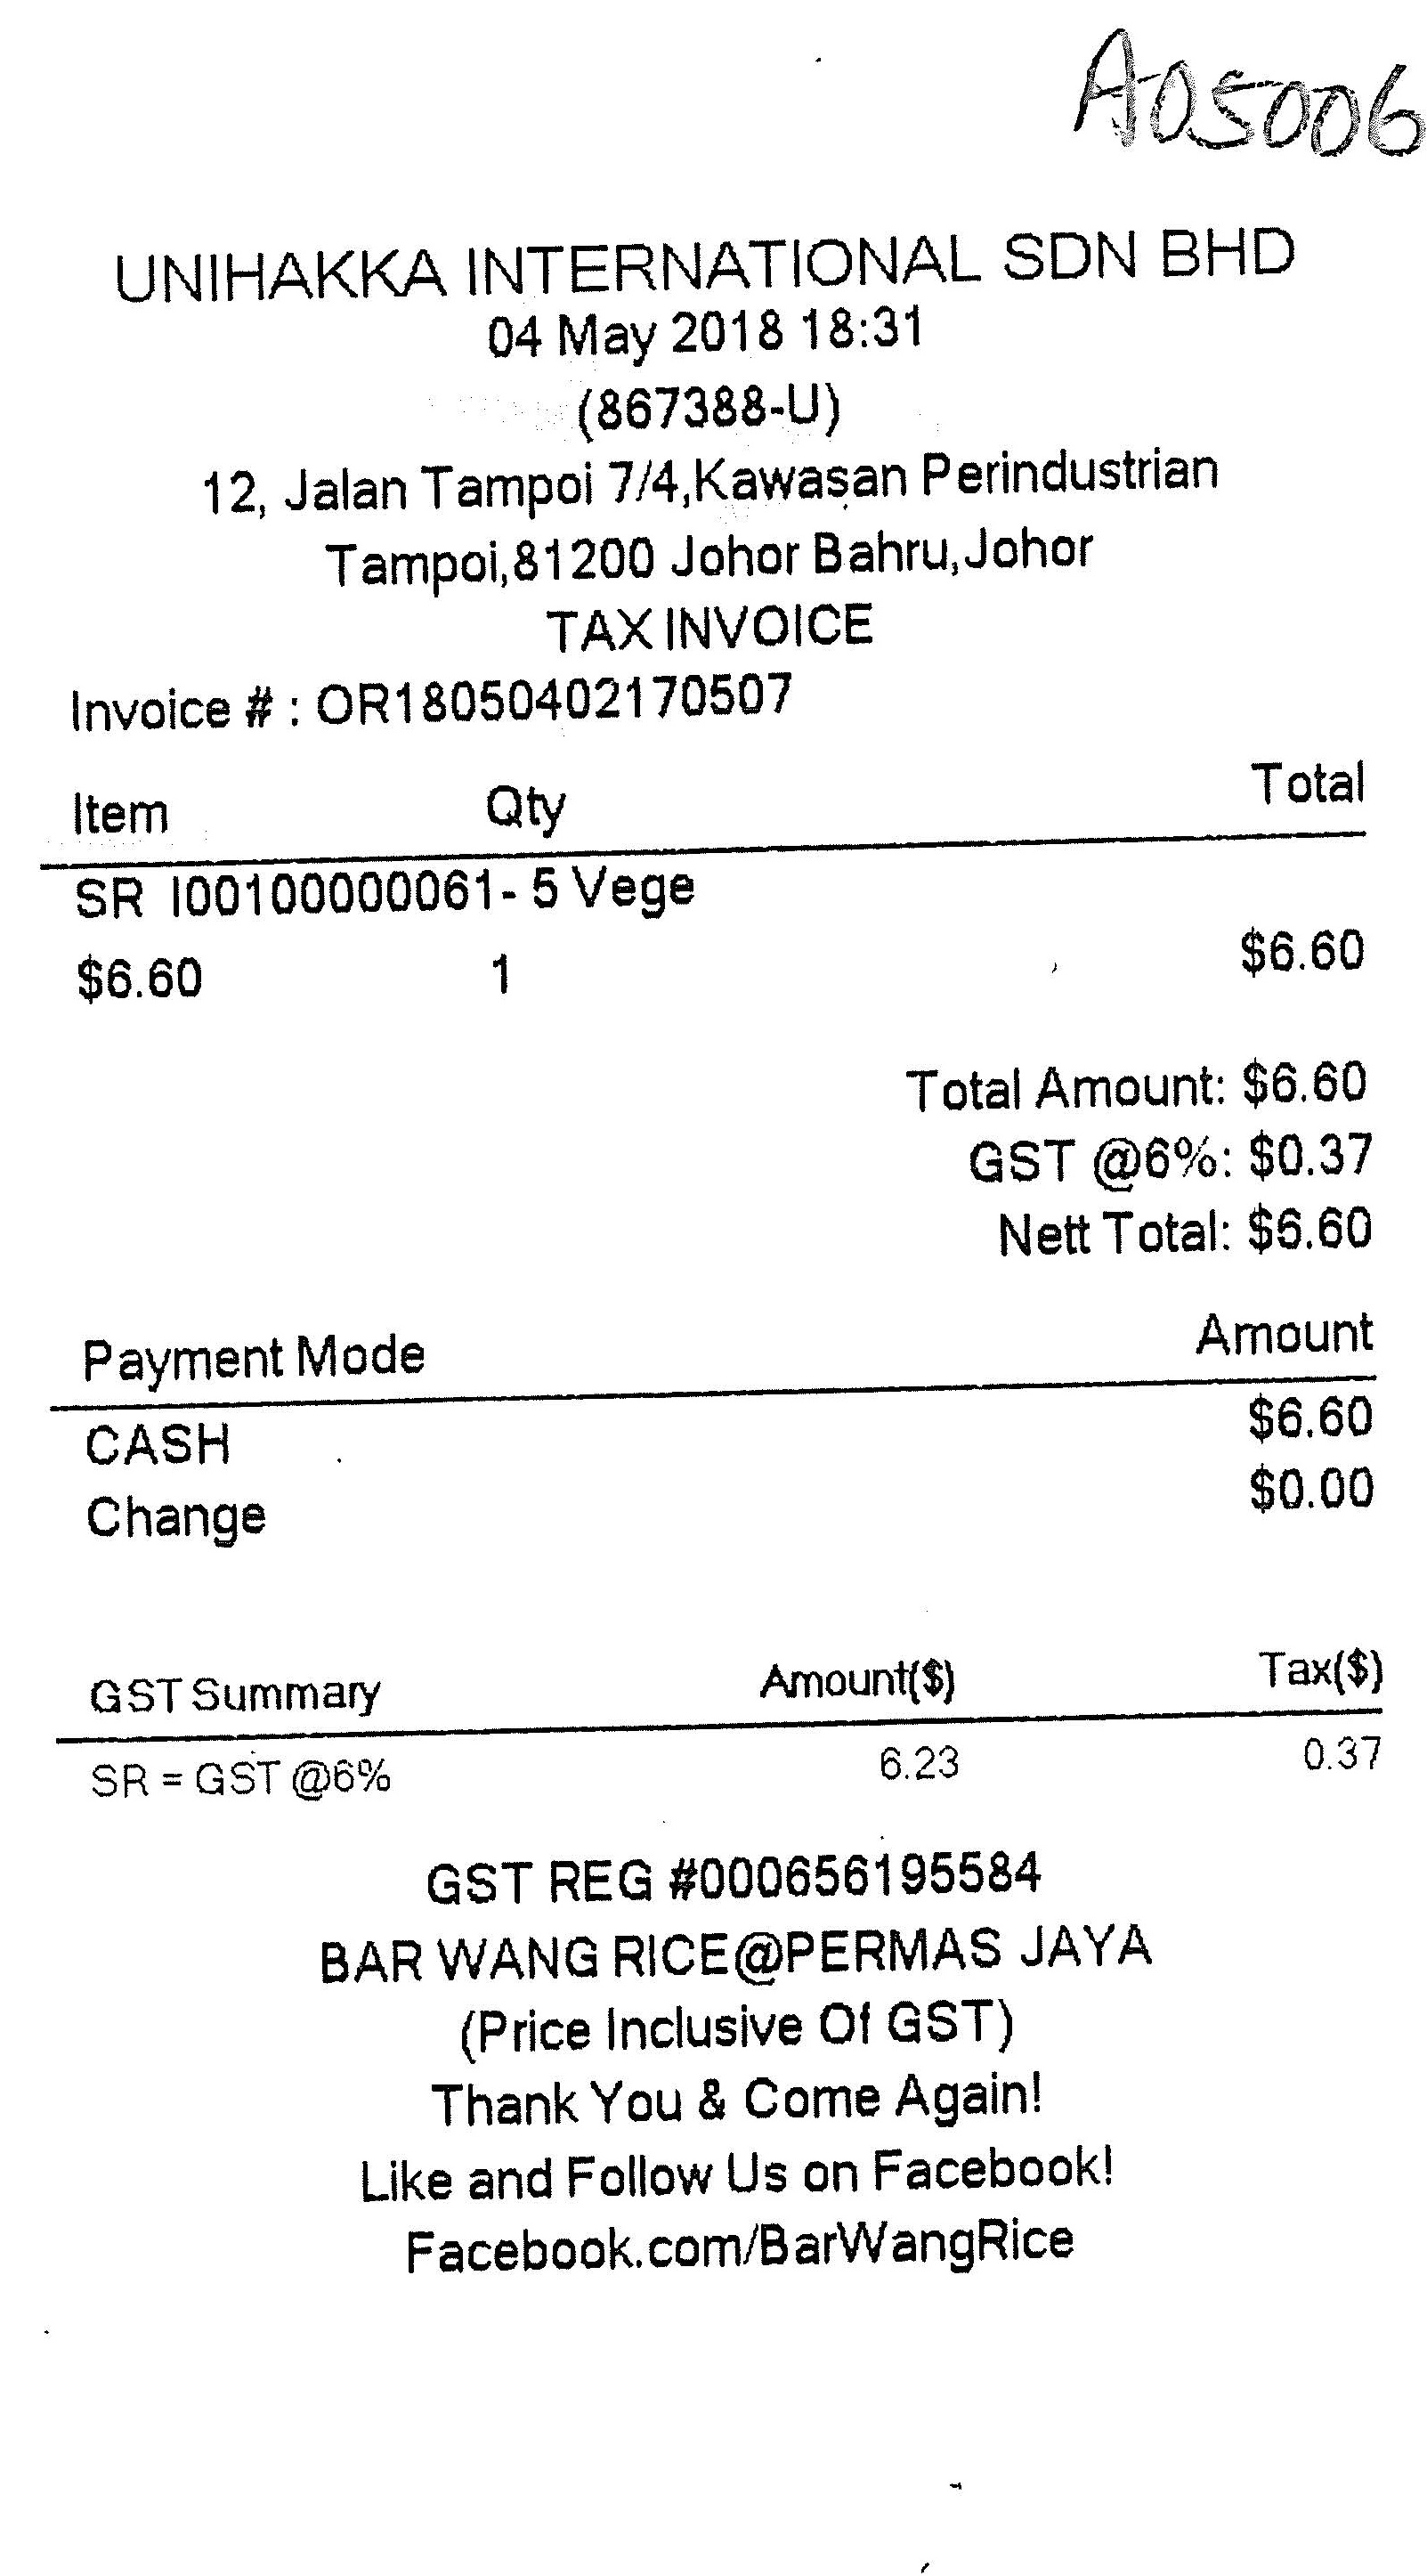 A05006
UNIHAKKA INTERNATIONAL SDN BHD
04 May 2018 18:31
(867388-U)
12, Jalan Tampoi 7/4,Kawasan Perindustrian
Tampoi,81200 Johor Bahru,Johor
TAX INVOICE
Invoice # : OR18050402170507
Item Qty Total
SR I00100000061- 5 Vege
$6.60 1 $6.60
Total Amount: $6.60
GST @6%: $0.37
Nett Total: $6.60
Payment Mode Amount
CASH $6.60
Change $0.00
GST Summary Amount($) Tax($)
SR = GST @6% 6.23 0.37
GST REG #000656195584
BAR WANG RICE@PERMAS JAYA
(Price Inclusive Of GST)
Thank You & Come Again!
Like and Follow Us on Facebook!
Facebook.com/BarWangRice